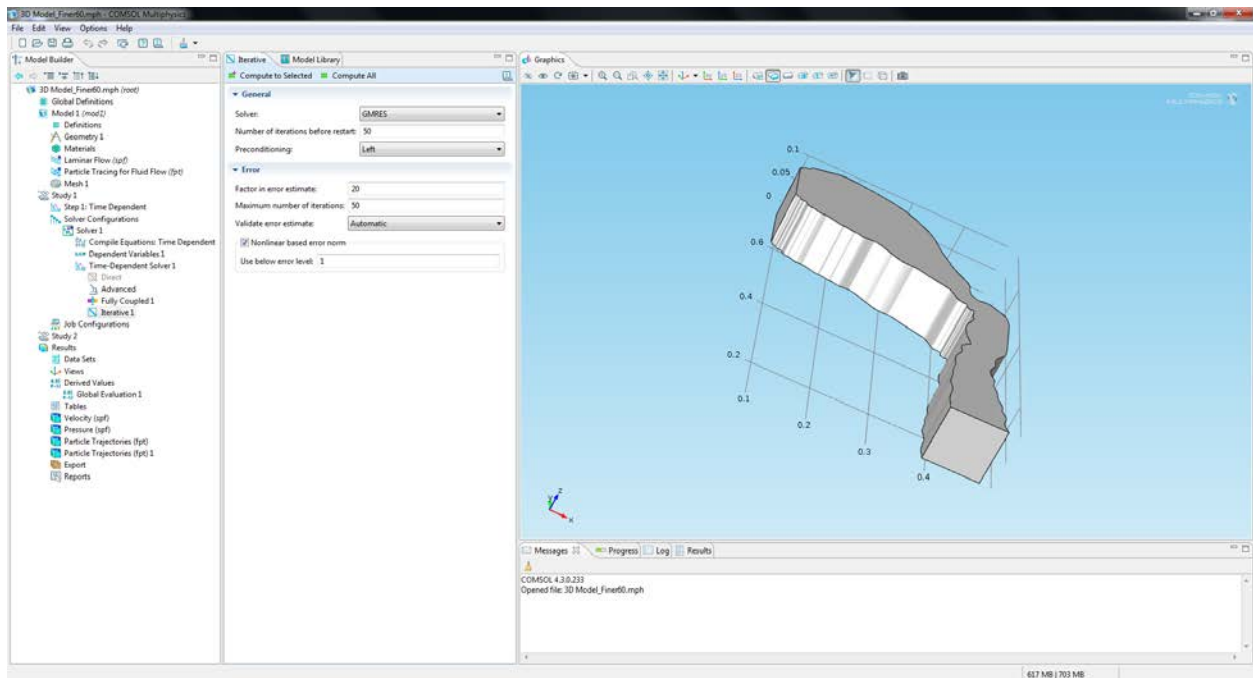 3D Model_Finer60.mph - COMSOL Multiphysics
File Edit View Options Help
Model Builder
3D Model_Finer60.mph (root)
Global Definitions
Model 1 (mod1)
Definitions
Geometry 1
Materials
Laminar Flow (spf)
Particle Tracing for Fluid Flow (fpt)
Mesh 1
Study 1
Step 1: Time Dependent
Solver Configurations
Solver 1
Compile Equations: Time Dependent
Dependent Variables 1
Time-Dependent Solver 1
Direct
Advanced
Fully Coupled 1
Iterative 1
Job Configurations
Study 2
Results
Data Sets
Views
Derived Values
Global Evaluation 1
Tables
Velocity (spf)
Pressure (spf)
Particle Trajectories (fpt)
Particle Trajectories (fpt) 1
Export
Reports
Iterative Model Library
Compute to Selected Compute All
General
Solver: GMRES
Number of iterations before restart: 50
Preconditioning: Left
Error
Factor in error estimate: 20
Maximum number of iterations: 50
Validate error estimate: Automatic
Nonlinear based error norm
Use below error level: 1
Graphics
0.1
0.05
0
0.6
0.4
0.2
0.1
0.2
0.3
0.4
y z
x
Messages Progress Log Results
COMSOL 4.3.0.233
Opened file: 3D Model_Finer60.mph
617 MB | 703 MB